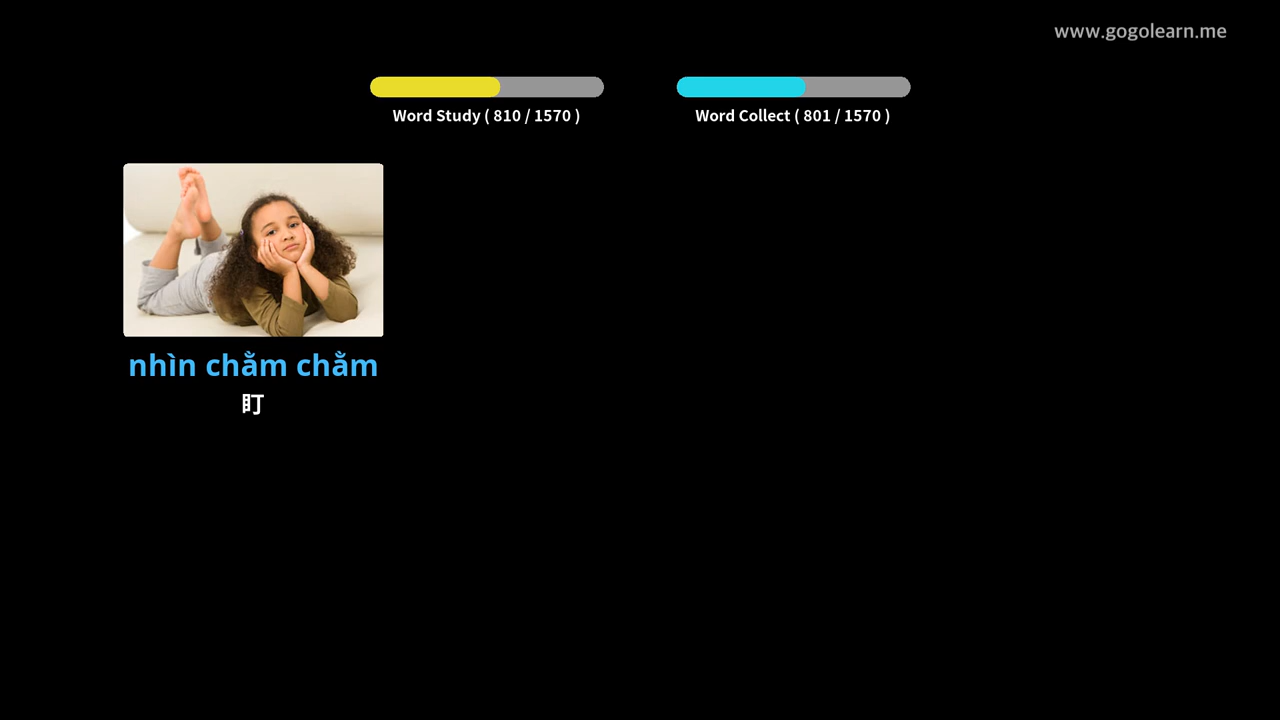 www.gogolearn.me
Word Study ( 810 / 1570 )
Word Collect ( 801 / 1570 )
nhìn chằm chằm
盯